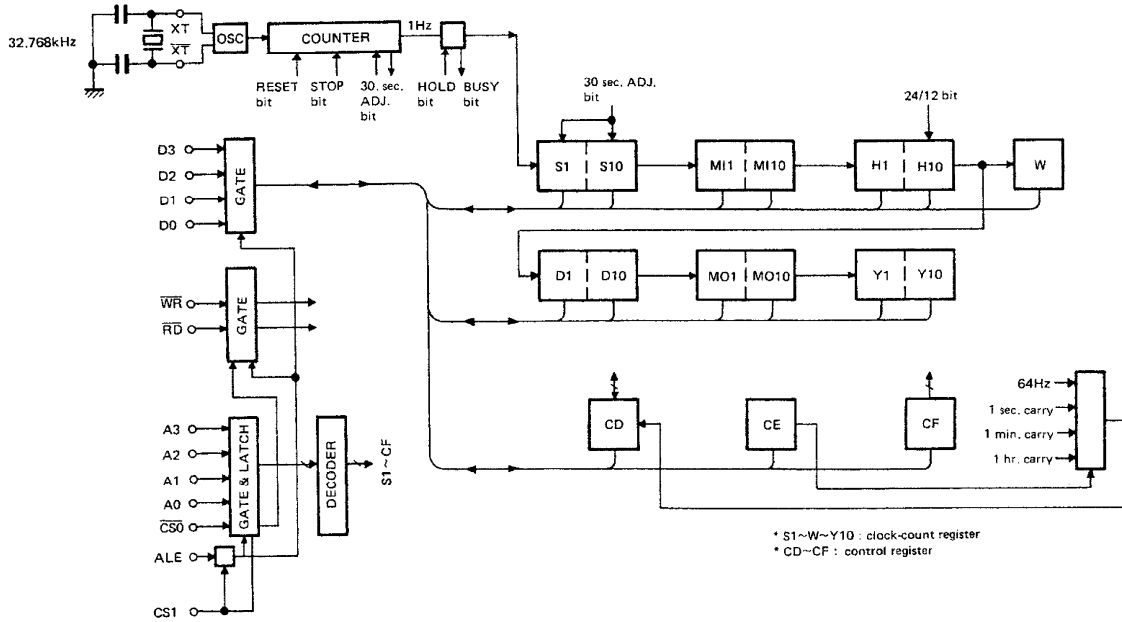 32.768kHz
XT
XT
OSC
COUNTER
1Hz
RESET bit
STOP bit
30. sec. ADJ. bit
HOLD bit
BUSY bit
30 sec. ADJ. bit
24/12 bit
S1
S10
MI1
MI10
H1
H10
W
D3
D2
D1
D0
GATE
D1
D10
MO1
MO10
Y1
Y10
WR
RD
GATE
A3
A2
A1
A0
CS0
ALE
CS1
GATE & LATCH
DECODER
S1~CF
CD
CE
CF
64Hz
1 sec. carry
1 min. carry
1 hr. carry
* S1~W~Y10 : clock-count register
* CD~CF : control register